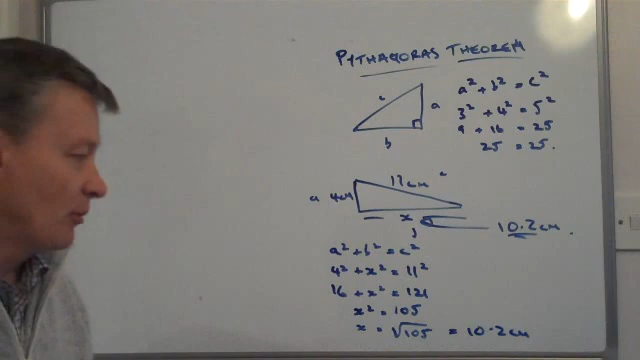 PYTHAGORAS THEOREM
c
a
b
a² + b² = c²
3² + 4² = 5²
9 + 16 = 25
25 = 25.
11cm c
a 4cm
x
b
10.2cm.
a² + b² = c²
4² + x² = 11²
16 + x² = 121
x² = 105
x = √105 = 10.2cm